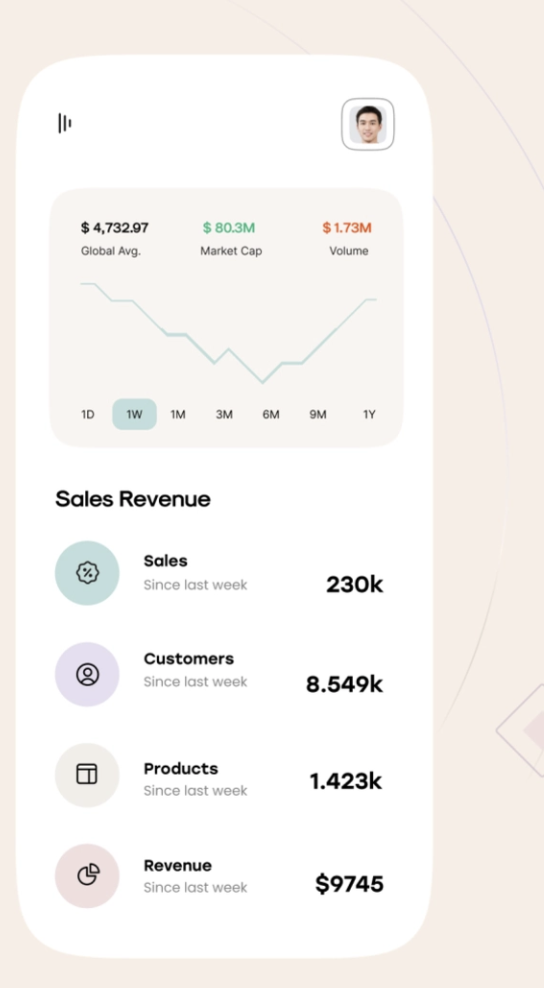 $ 4,732.97 $ 80.3M $ 1.73M
Global Avg. Market Cap Volume
1D 1W 1M 3M 6M 9M 1Y
Sales Revenue
Sales
Since last week
230k
Customers
Since last week
8.549k
Products
Since last week
1.423k
Revenue
Since last week
$9745